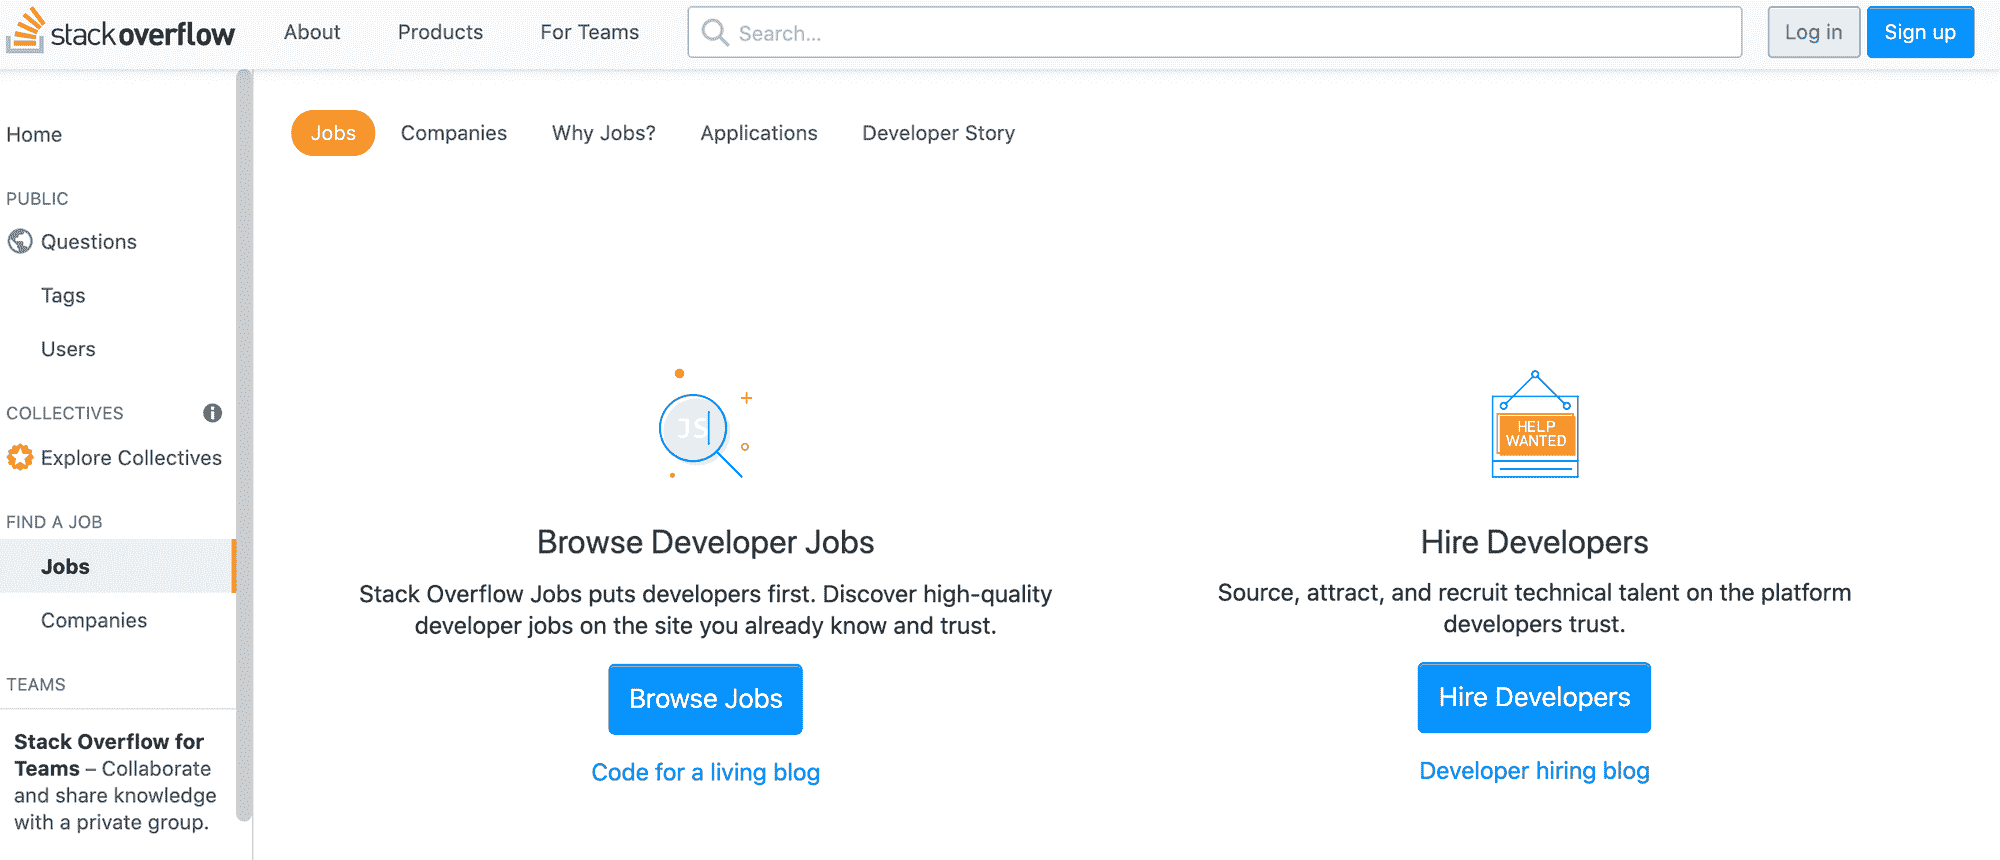 stack overflow
About
Products
For Teams
Search...
Log in
Sign up
Home
PUBLIC
Questions
Tags
Users
COLLECTIVES
Explore Collectives
FIND A JOB
Jobs
Companies
TEAMS
Stack Overflow for
Teams – Collaborate
and share knowledge
with a private group.
Jobs
Companies
Why Jobs?
Applications
Developer Story
JS
Browse Developer Jobs
Stack Overflow Jobs puts developers first. Discover high-quality
developer jobs on the site you already know and trust.
Browse Jobs
Code for a living blog
HELP
WANTED
Hire Developers
Source, attract, and recruit technical talent on the platform
developers trust.
Hire Developers
Developer hiring blog